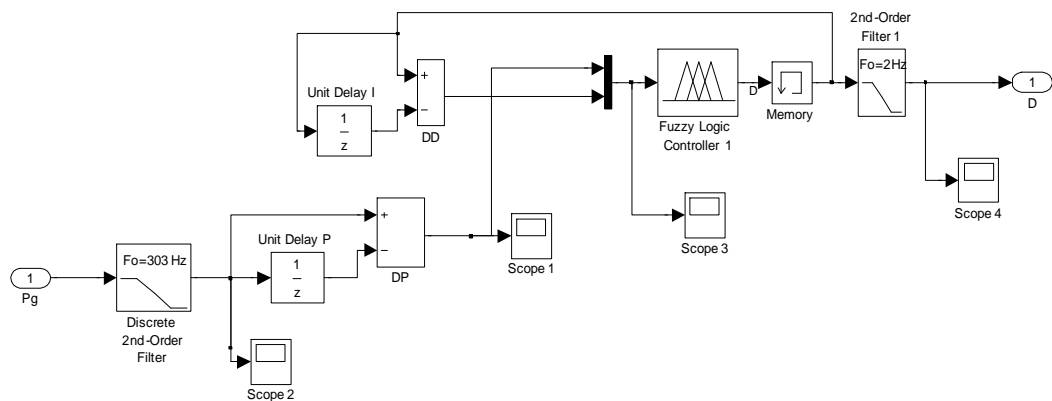 2nd-Order
Filter 1
Fo=2Hz
+
−
Unit Delay I
1
z
DD
D
Fuzzy Logic
Controller 1
Memory
1
D
Scope 4
+
−
Unit Delay P
1
z
DP
Scope 1
Scope 3
1
Pg
Fo=303 Hz
Discrete
2nd-Order
Filter
Scope 2